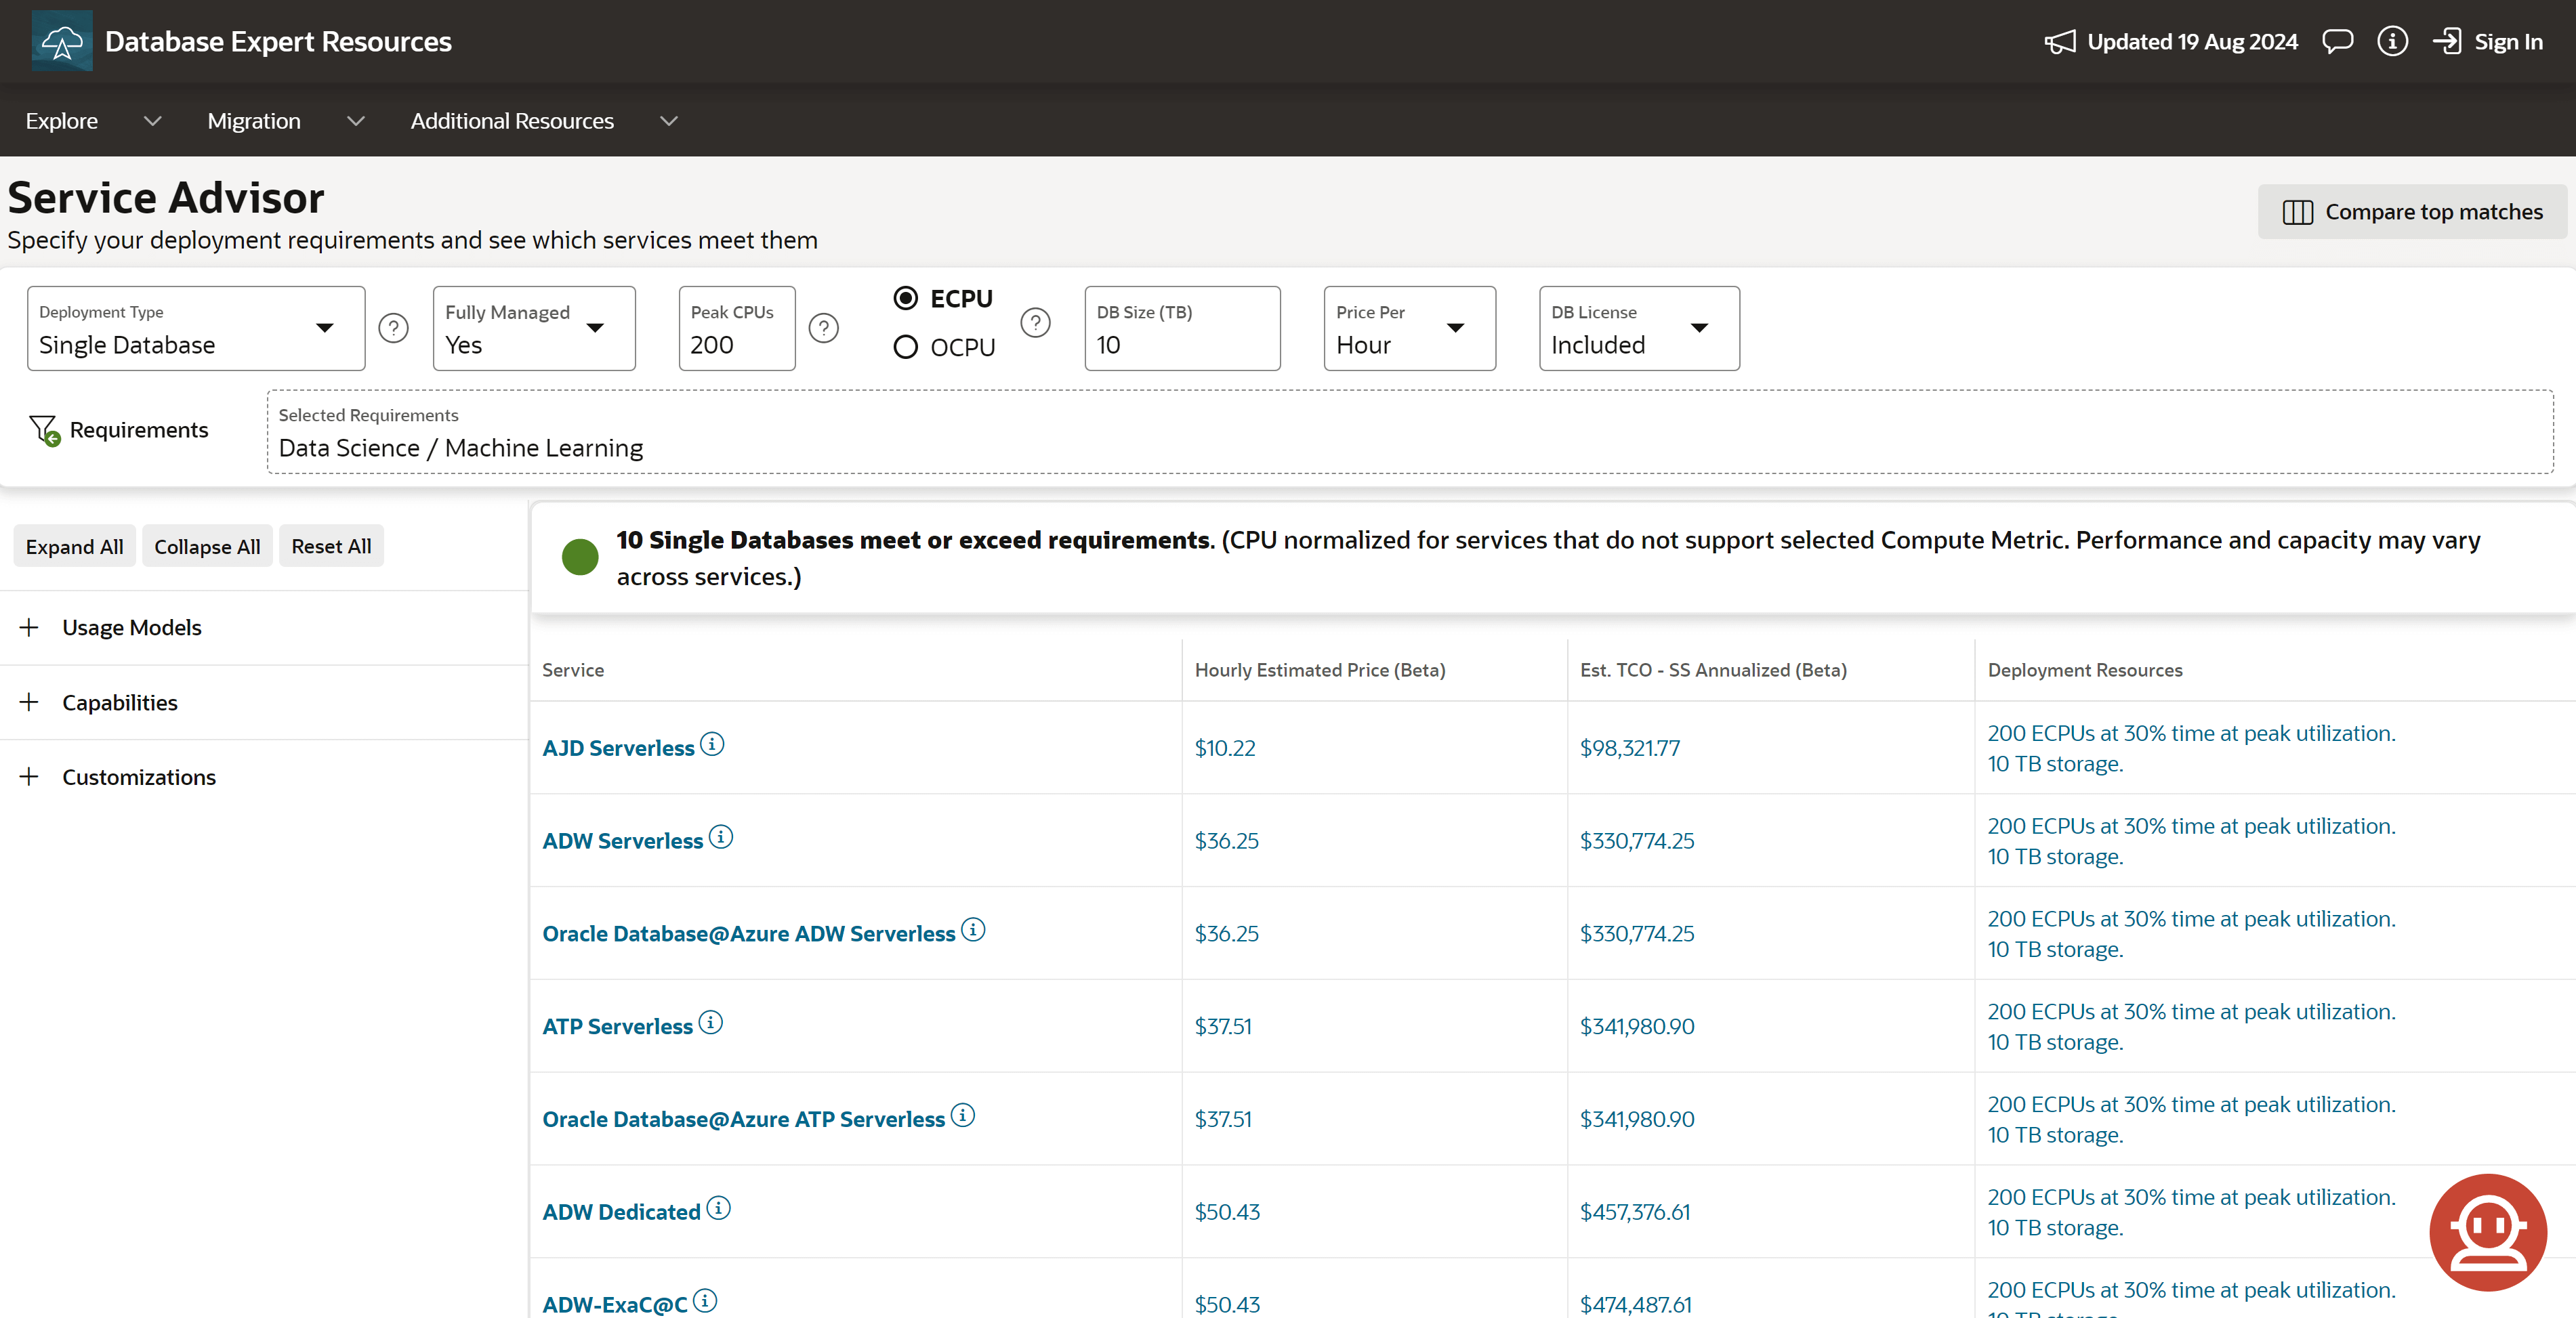 Database Expert Resources
Updated 19 Aug 2024
Sign In
Explore
Migration
Additional Resources
Service Advisor
Specify your deployment requirements and see which services meet them
Compare top matches
Deployment Type
Single Database
Fully Managed
Yes
Peak CPUs
200
ECPU
OCPU
DB Size (TB)
10
Price Per
Hour
DB License
Included
Requirements
Selected Requirements
Data Science / Machine Learning
Expand All
Collapse All
Reset All
Usage Models
Capabilities
Customizations
10 Single Databases meet or exceed requirements. (CPU normalized for services that do not support selected Compute Metric. Performance and capacity may vary
across services.)
Service
Hourly Estimated Price (Beta)
Est. TCO - SS Annualized (Beta)
Deployment Resources
AJD Serverless
$10.22
$98,321.77
200 ECPUs at 30% time at peak utilization.
10 TB storage.
ADW Serverless
$36.25
$330,774.25
200 ECPUs at 30% time at peak utilization.
10 TB storage.
Oracle Database@Azure ADW Serverless
$36.25
$330,774.25
200 ECPUs at 30% time at peak utilization.
10 TB storage.
ATP Serverless
$37.51
$341,980.90
200 ECPUs at 30% time at peak utilization.
10 TB storage.
Oracle Database@Azure ATP Serverless
$37.51
$341,980.90
200 ECPUs at 30% time at peak utilization.
10 TB storage.
ADW Dedicated
$50.43
$457,376.61
200 ECPUs at 30% time at peak utilization.
10 TB storage.
ADW-ExaC@C
$50.43
$474,487.61
200 ECPUs at 30% time at peak utilization.